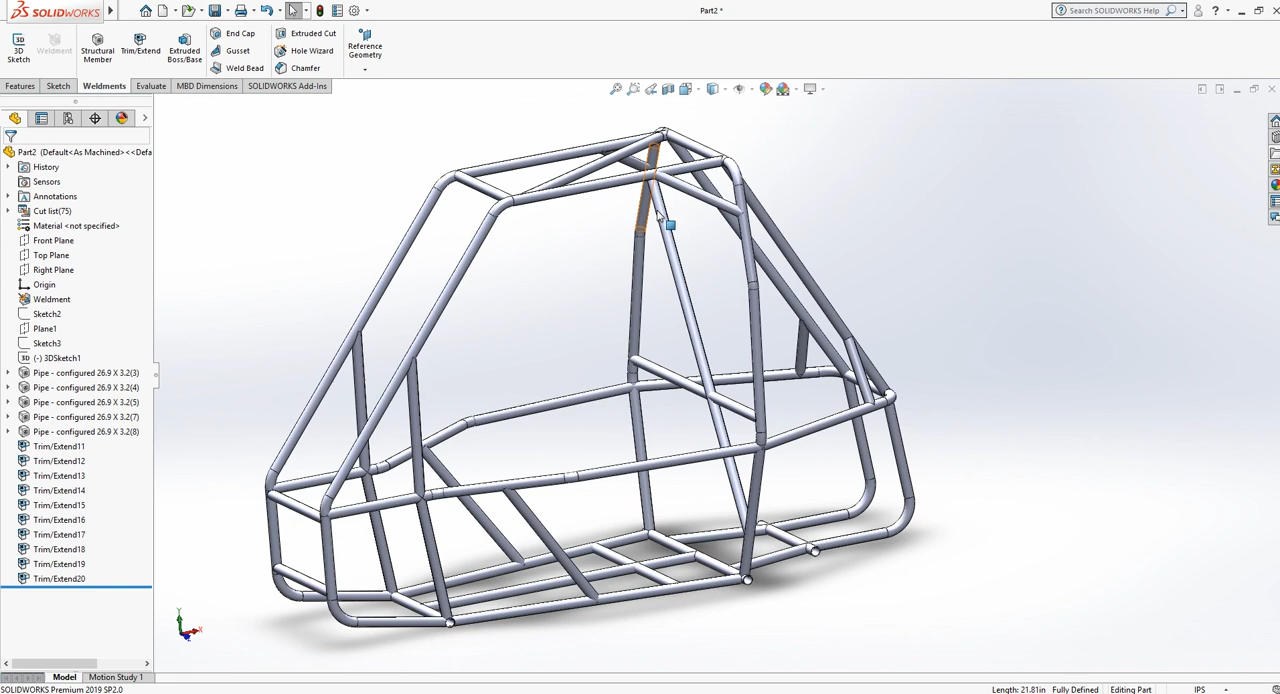 SOLIDWORKS
Part2 *
Search SOLIDWORKS Help
?
3D
3D
Sketch
Weldment
Structural
Member
Trim/Extend
Extruded
Boss/Base
End Cap
Gusset
Weld Bead
Extruded Cut
Hole Wizard
Chamfer
Reference
Geometry
Features
Sketch
Weldments
Evaluate
MBD Dimensions
SOLIDWORKS Add-Ins
Part2 (Default<As Machined><<Defa
History
Sensors
Annotations
Cut list(75)
Material <not specified>
Front Plane
Top Plane
Right Plane
Origin
Weldment
Sketch2
Plane1
Sketch3
3D (-) 3DSketch1
Pipe - configured 26.9 X 3.2(3)
Pipe - configured 26.9 X 3.2(4)
Pipe - configured 26.9 X 3.2(5)
Pipe - configured 26.9 X 3.2(7)
Pipe - configured 26.9 X 3.2(8)
Trim/Extend11
Trim/Extend12
Trim/Extend13
Trim/Extend14
Trim/Extend15
Trim/Extend16
Trim/Extend17
Trim/Extend18
Trim/Extend19
Trim/Extend20
Y
X
Z
Model
Motion Study 1
SOLIDWORKS Premium 2019 SP2.0
Length: 21.81in
Fully Defined
Editing Part
IPS